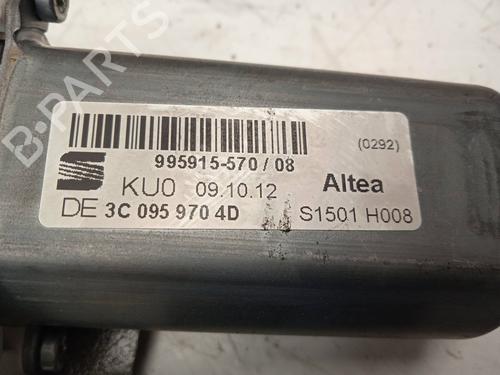 B-PARTS
(0292)
995915-570 / 08
KU0 09.10.12 Altea
DE 3C 095 970 4D S1501 H008